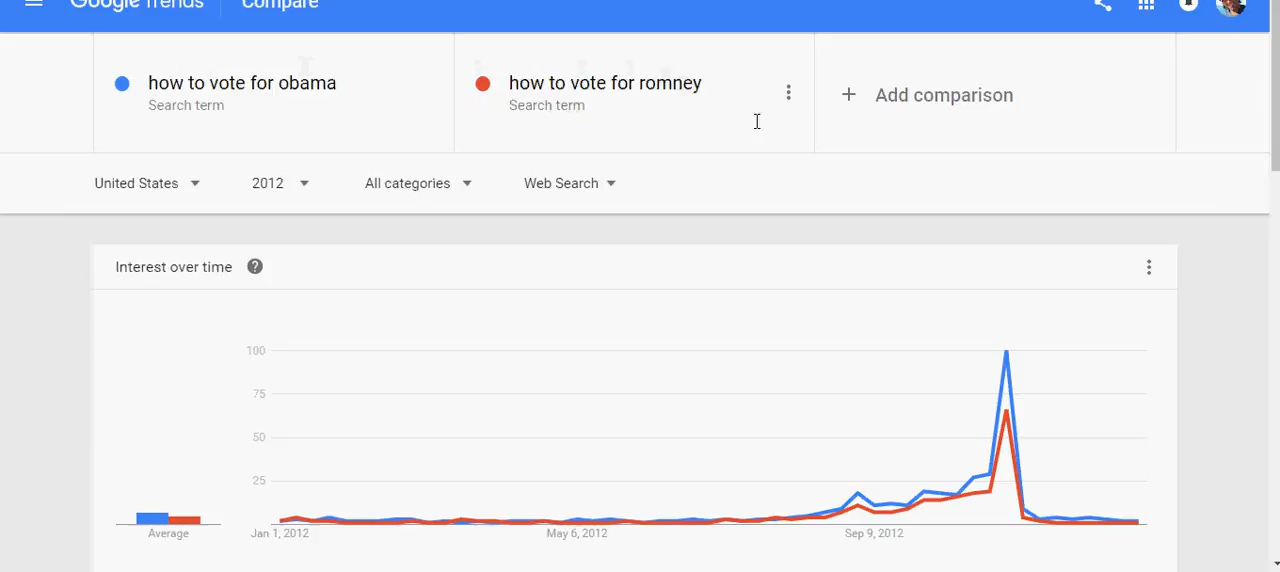 Google Trends Compare
how to vote for obama
Search term
how to vote for romney
Search term
+ Add comparison
United States 2012 All categories Web Search
Interest over time ?
100
75
50
25
Average
Jan 1, 2012 May 6, 2012 Sep 9, 2012